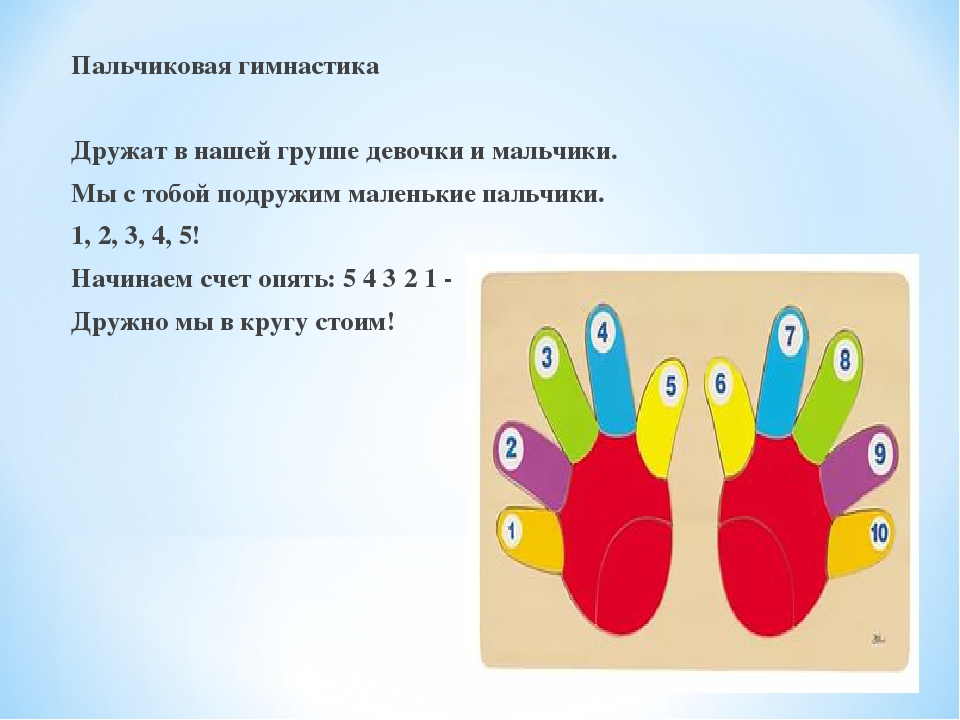 Пальчиковая гимнастика
Дружат в нашей группе девочки и мальчики.
Мы с тобой подружим маленькие пальчики.
1, 2, 3, 4, 5!
Начинаем счет опять: 5 4 3 2 1 -
Дружно мы в кругу стоим!
1
2
3
4
5
6
7
8
9
10